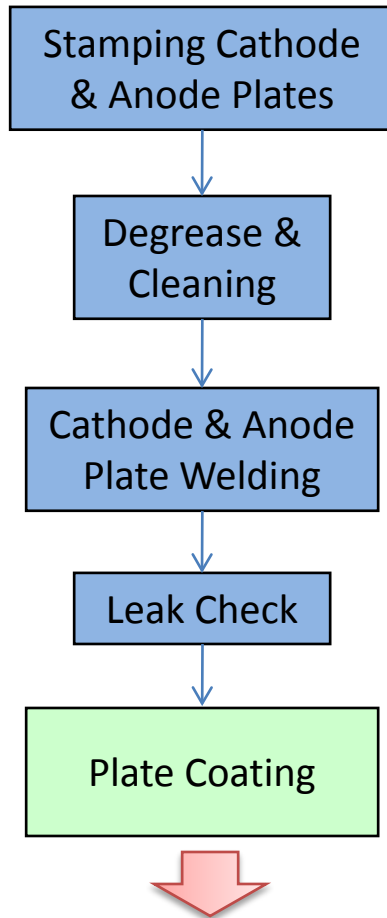 Stamping Cathode
& Anode Plates
Degrease &
Cleaning
Cathode & Anode
Plate Welding
Leak Check
Plate Coating